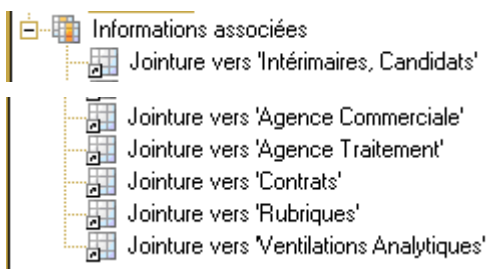 Informations associées
Jointure vers 'Intérimaires, Candidats'
Jointure vers 'Agence Commerciale'
Jointure vers 'Agence Traitement'
Jointure vers 'Contrats'
Jointure vers 'Rubriques'
Jointure vers 'Ventilations Analytiques'